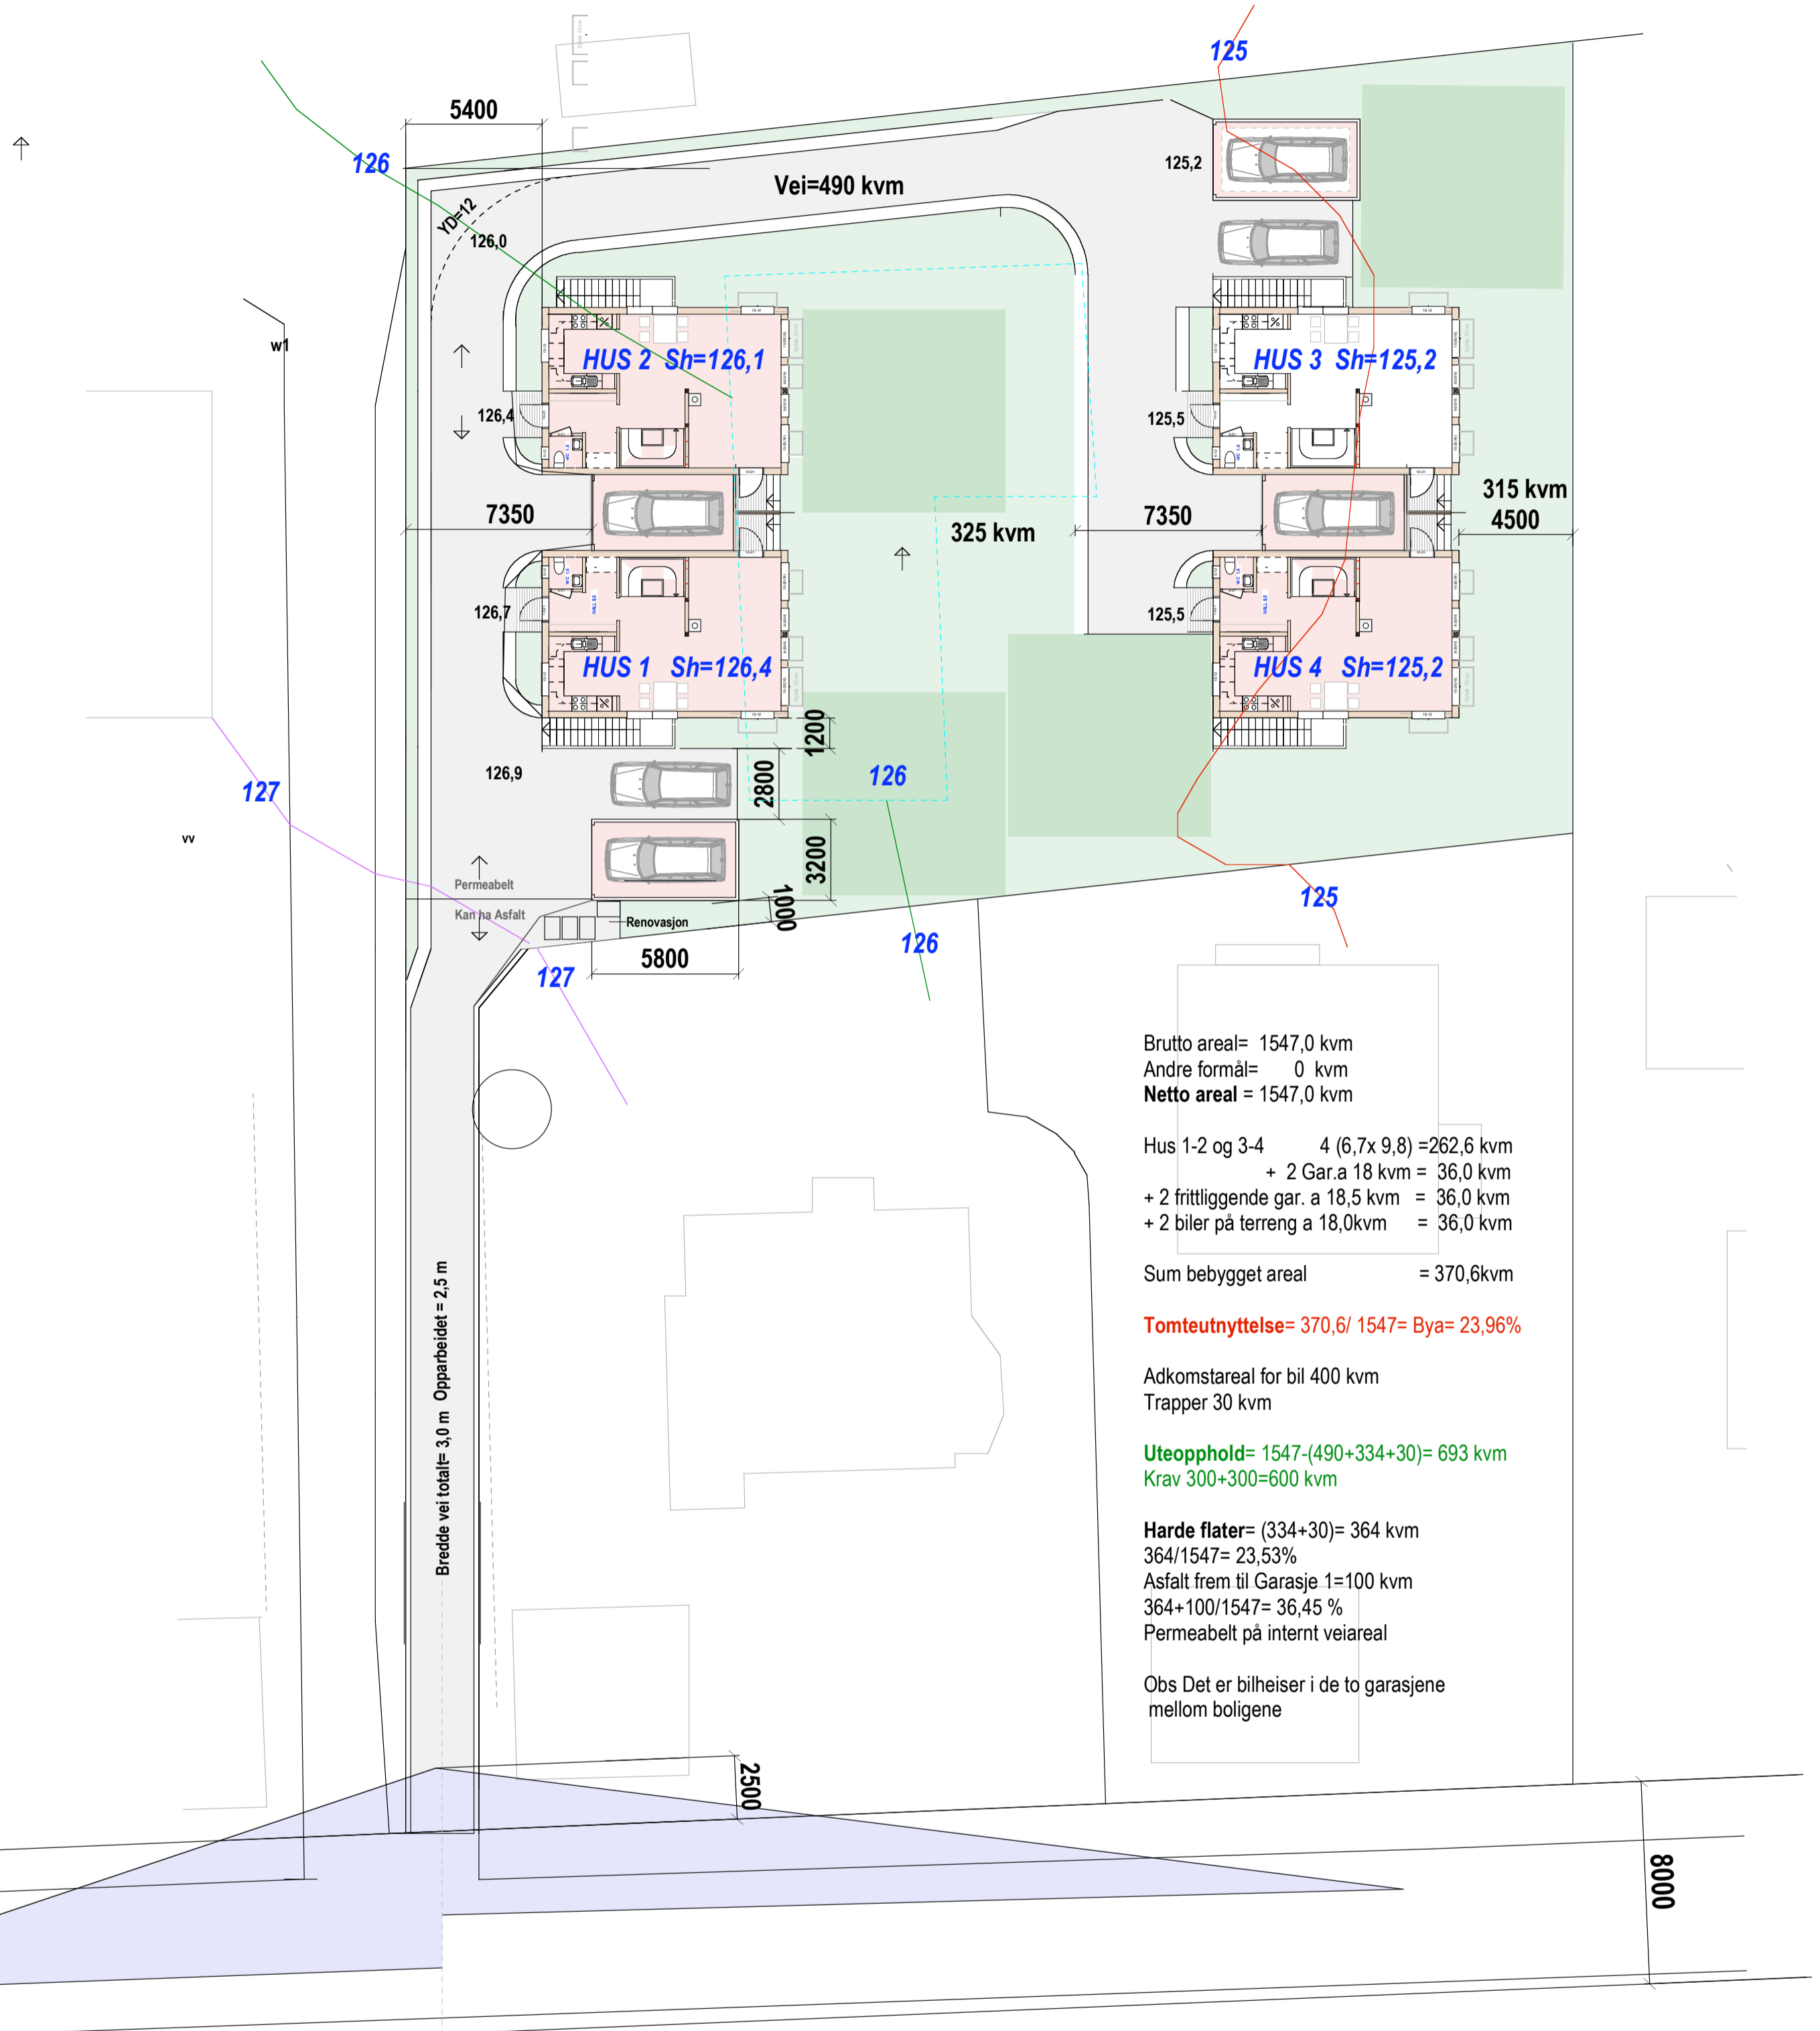 125
5400
126
125,2
Vei=490 kvm
YD=12
126,0
w1
HUS 2 Sh=126,1
HUS 3 Sh=125,2
126,4
125,5
315 kvm
7350
7350
4500
325 kvm
126,7
125,5
HUS 1 Sh=126,4
HUS 4 Sh=125,2
1200
126,9
126
2800
127
vv
3200
Permeabelt
1000
125
Kan ha Asfalt
Renovasjon
126
5800
127
Brutto areal= 1547,0 kvm
Andre formål= 0 kvm
Netto areal = 1547,0 kvm
Hus 1-2 og 3-4 4 (6,7x 9,8) =262,6 kvm
+ 2 Gar.a 18 kvm = 36,0 kvm
+ 2 frittliggende gar. a 18,5 kvm = 36,0 kvm
+ 2 biler på terreng a 18,0kvm = 36,0 kvm
Sum bebygget areal = 370,6kvm
Tomteutnyttelse= 370,6/ 1547= Bya= 23,96%
Adkomstareal for bil 400 kvm
Trapper 30 kvm
Uteopphold= 1547-(490+334+30)= 693 kvm
Krav 300+300=600 kvm
Harde flater= (334+30)= 364 kvm
364/1547= 23,53%
Asfalt frem til Garasje 1=100 kvm
364+100/1547= 36,45 %
Permeabelt på internt veiareal
Obs Det er bilheiser i de to garasjene
mellom boligene
Bredde vei totalt= 3,0 m Opparbeidet = 2,5 m
2500
8000